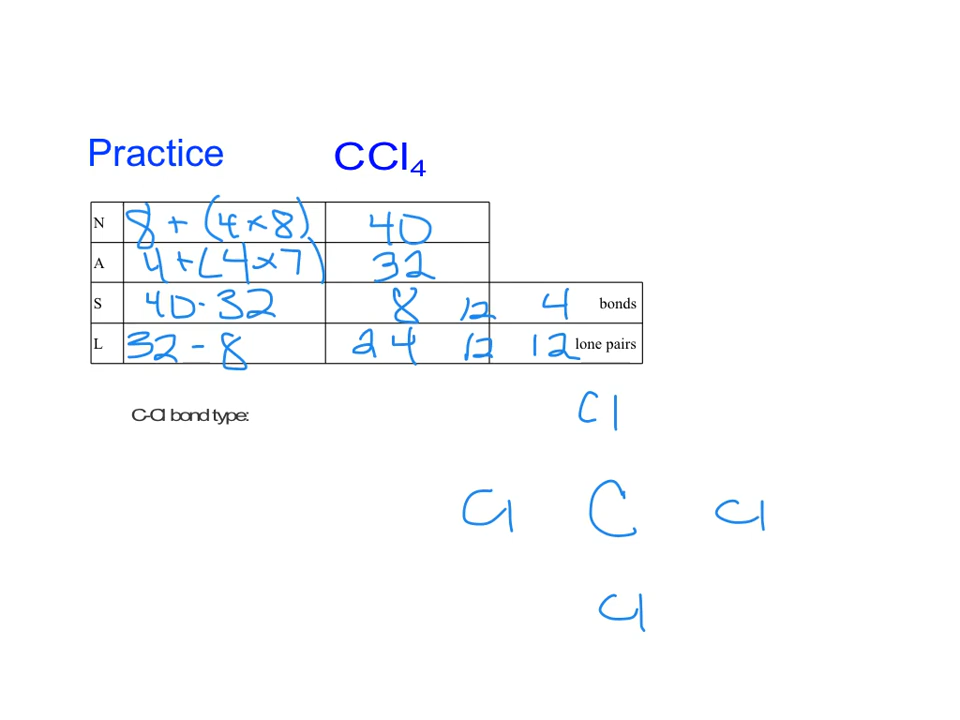 Practice CCl₄
N 8 + (4 × 8) 40
A 4 + (4 × 7) 32
S 40 - 32 8 12 4 bonds
L 32 - 8 24 12 12 lone pairs
C-Cl bond type:
Cl
Cl C Cl
Cl